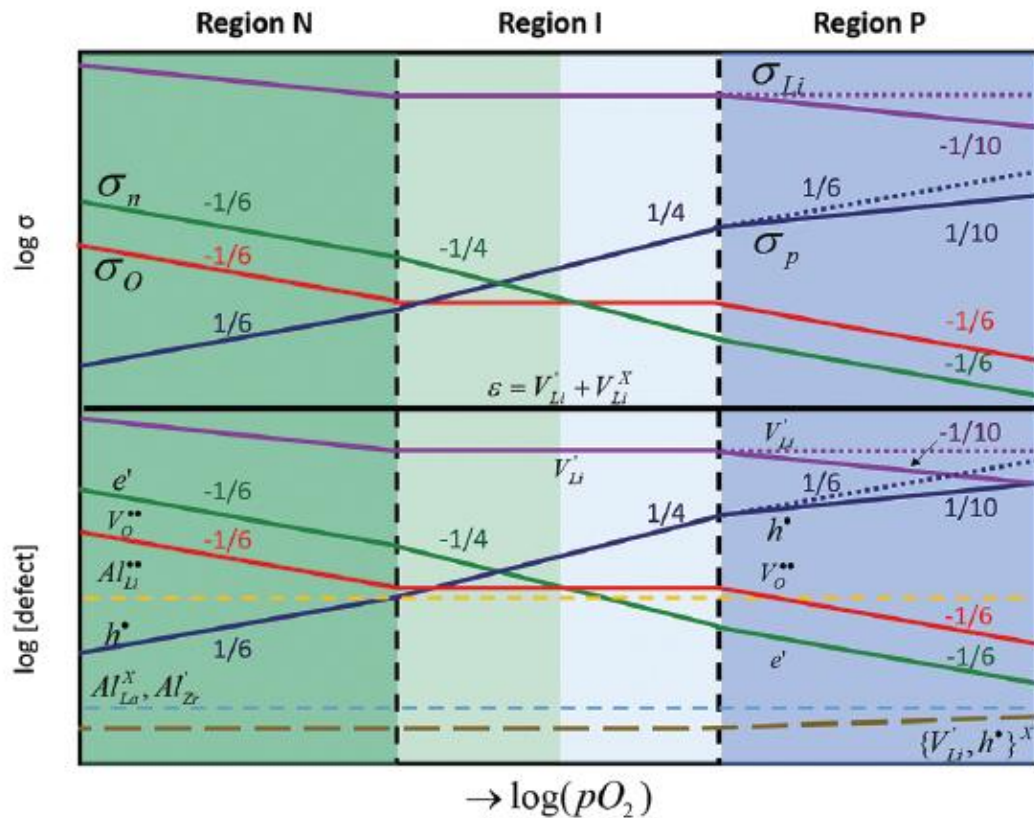 Region N Region I Region P
log σ
σ_Li
-1/10
σ_n -1/6
1/6
1/4
-1/4
σ_O -1/6
σ_p 1/10
1/6
-1/6
-1/6
ε = V'_Li + V^X_Li
log [defect]
V'_Li -1/10
V'_Li
e' -1/6
1/6
1/4
-1/4
h^• 1/10
V_O^•• -1/6
V_O^••
Al_Li^••
-1/6
h^• 1/6
e' -1/6
Al^X_La, Al'_Zr
{V'_Li, h^•}^X
→ log(pO₂)